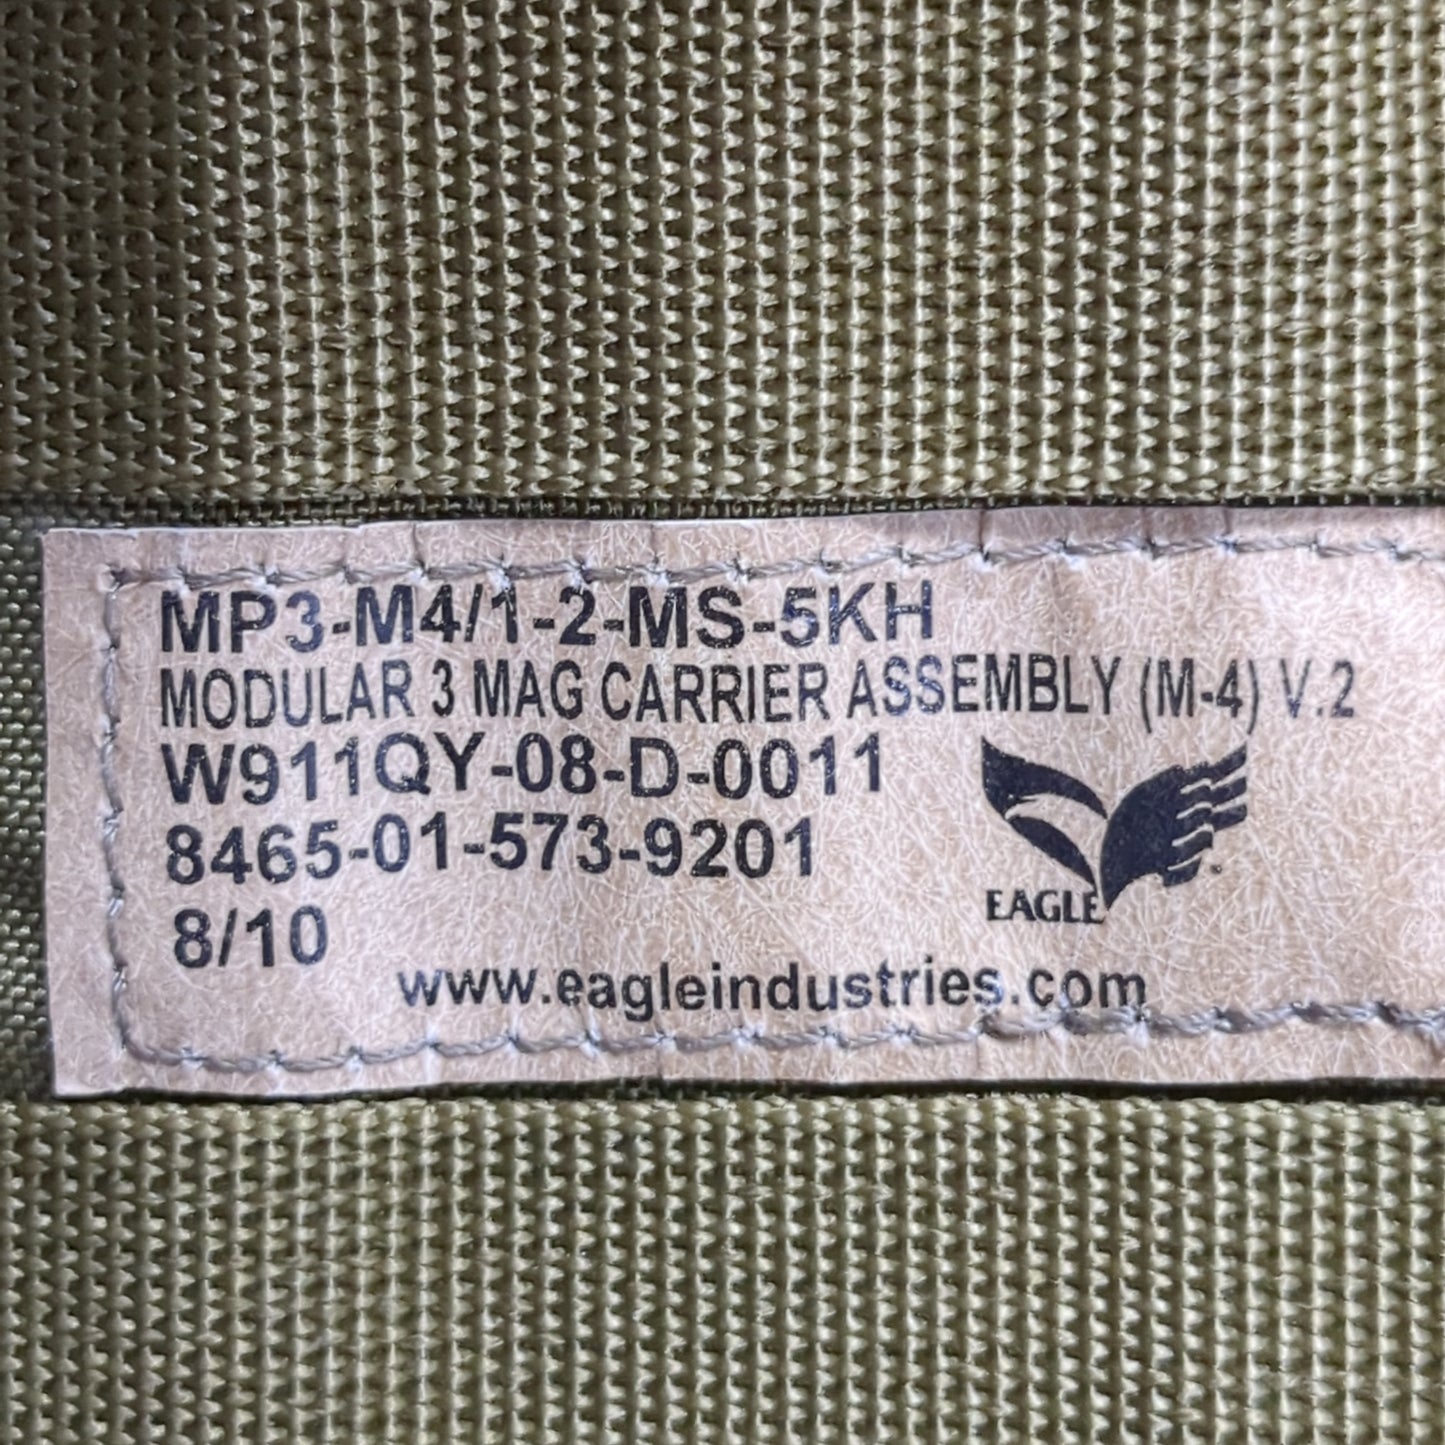 MP3-M4/1-2-MS-5KH
MODULAR 3 MAG CARRIER ASSEMBLY (M-4) V.2
W911QY-08-D-0011
8465-01-573-9201
8/10
EAGLE
www.eagleindustries.com